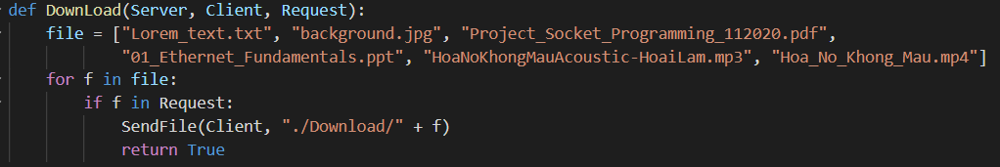 def DownLoad(Server, Client, Request):
    file = ["Lorem_text.txt", "background.jpg", "Project_Socket_Programming_112020.pdf",
            "01_Ethernet_Fundamentals.ppt", "HoaNoKhongMauAcoustic-HoaiLam.mp3", "Hoa_No_Khong_Mau.mp4"]
    for f in file:
        if f in Request:
            SendFile(Client, "./Download/" + f)
            return True